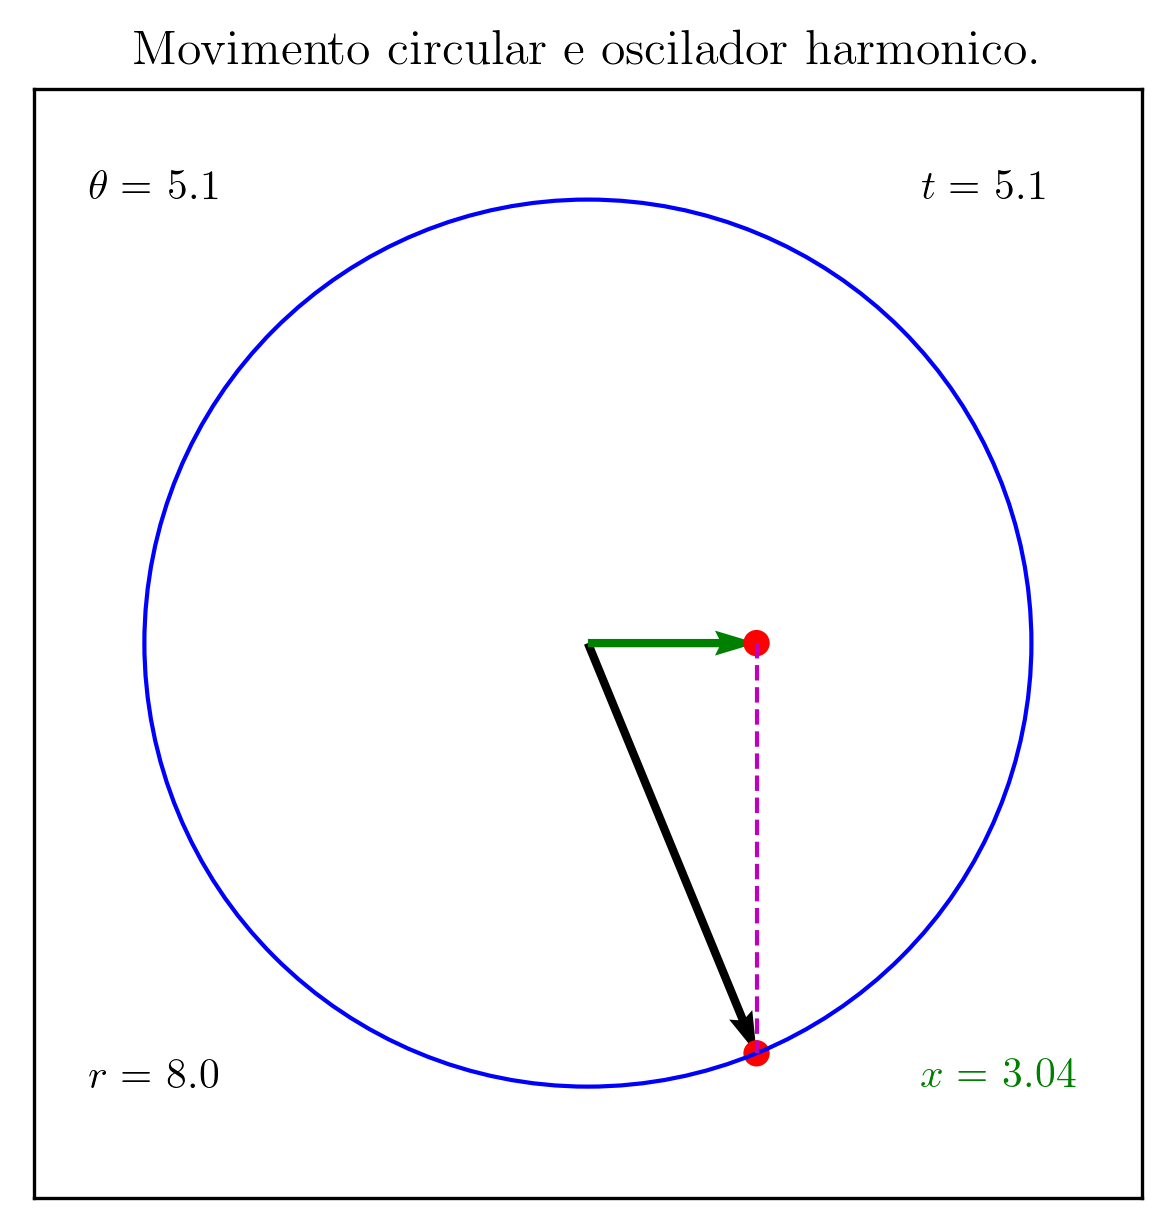 Movimento circular e oscilador harmonico.
θ = 5.1
t = 5.1
r = 8.0
x = 3.04